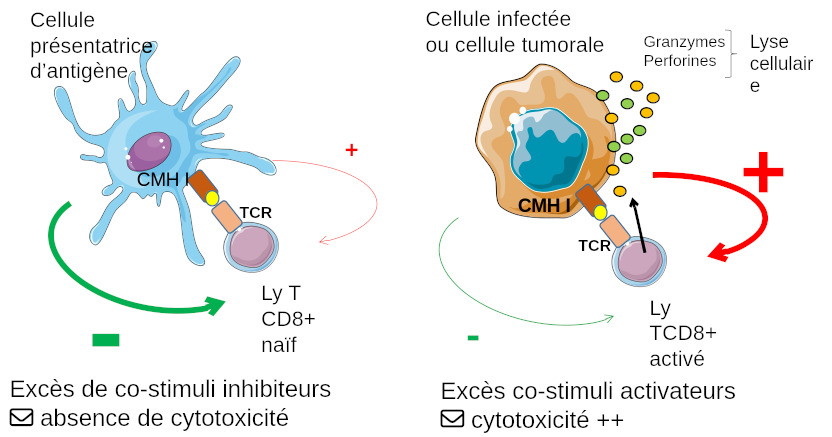 Cellule
présentatrice
d’antigène
CMH I
TCR
+
Ly T
CD8+
naïf
-
Excès de co-stimuli inhibiteurs
absence de cytotoxicité
Cellule infectée
ou cellule tumorale
Granzymes
Perforines
Lyse
cellulair
e
CMH I
TCR
+
Ly
TCD8+
activé
-
Excès co-stimuli activateurs
cytotoxicité ++